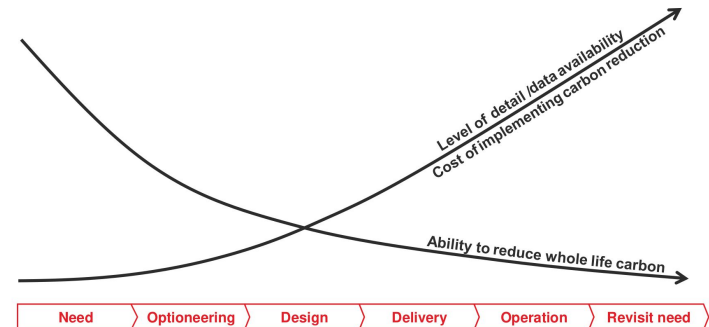 Level of detail /data availability
Cost of implementing carbon reduction
Ability to reduce whole life carbon
Need
Optioneering
Design
Delivery
Operation
Revisit need